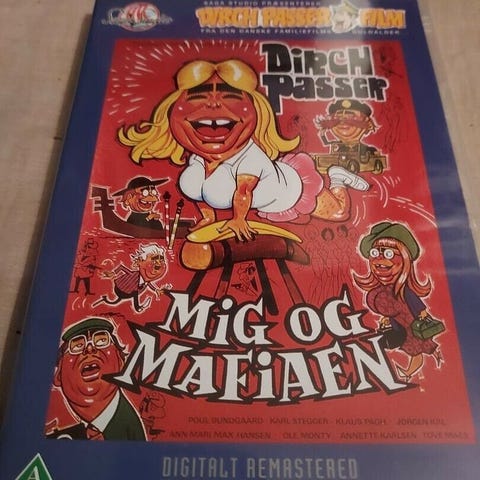 SAGA STUDIO PRÆSENTERER
DIRCH PASSER FILM
FRA DEN DANSKE FAMILIEFILMS GULDALDER
DIRCH
PASSER
MiG OG
MAFiAEN
POUL BUNDGAARD · KARL STEGGER · KLAUS PAGH · JØRGEN KIIL
ANN-MARI MAX HANSEN · OLE MONTY · ANNETTE KARLSEN · TOVE MAËS
DIGITALT REMASTERED
A